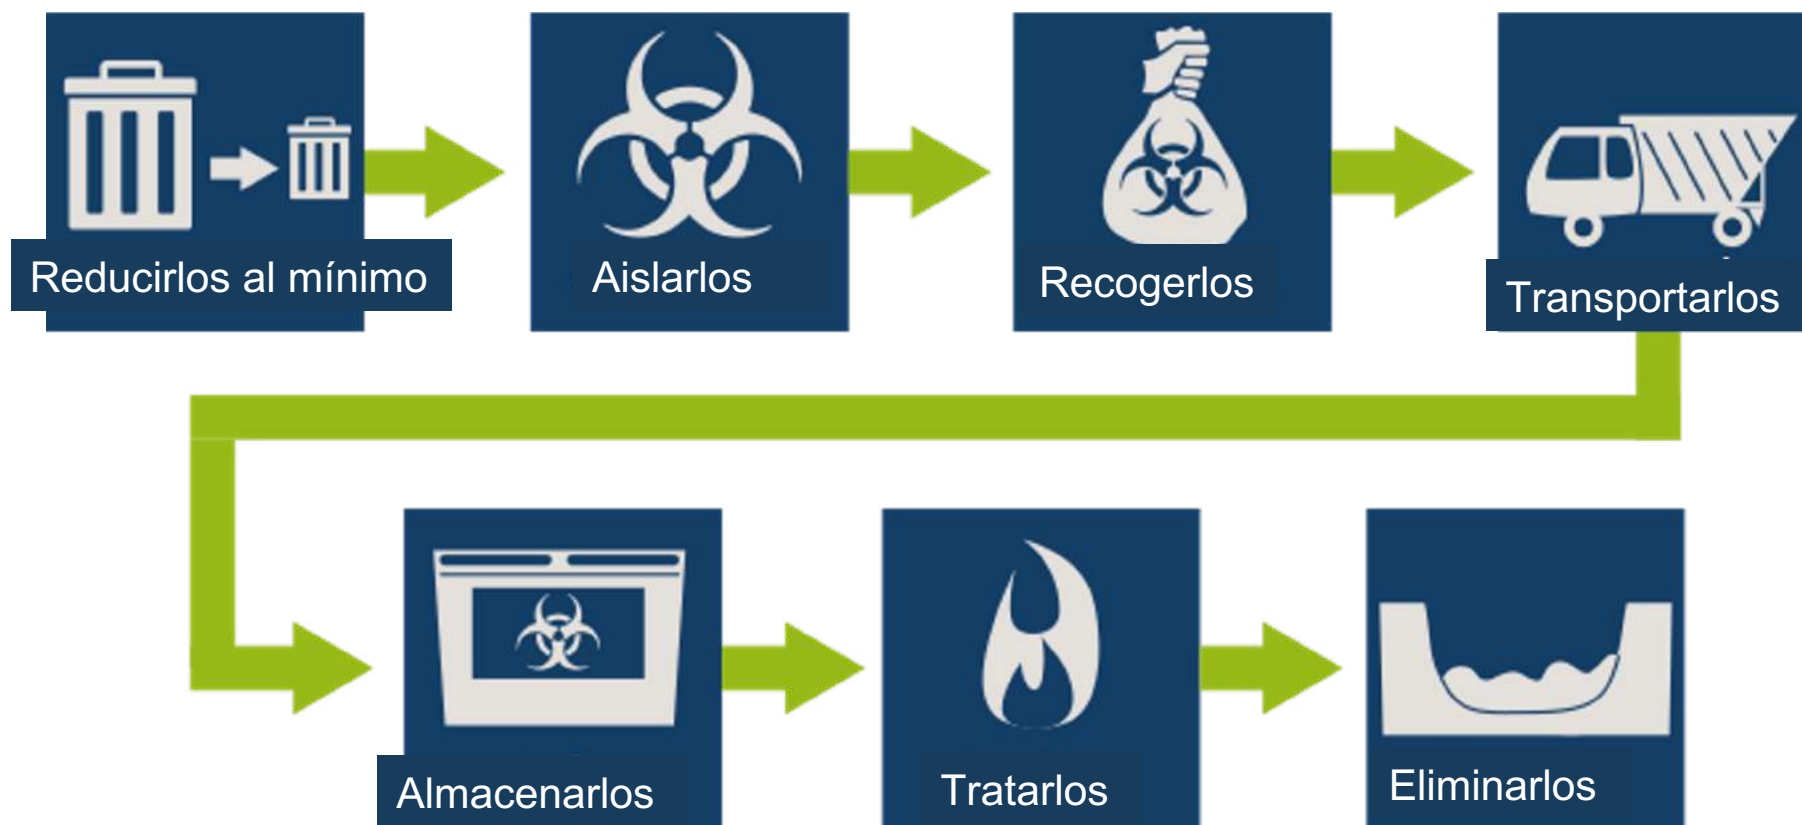 Reducirlos al mínimo
Aislarlos
Recogerlos
Transportarlos
Almacenarlos
Tratarlos
Eliminarlos